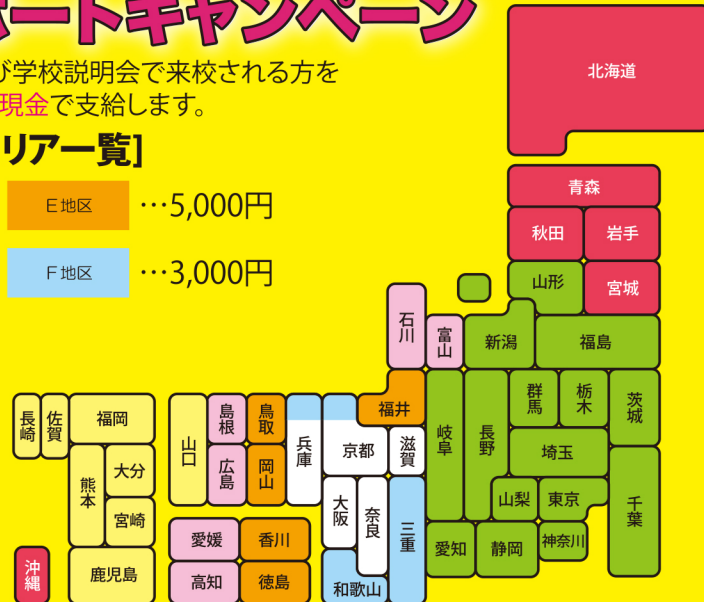 ポートキャンペーン
び学校説明会で来校される方を
現金で支給します。
リア一覧]
E地区 …5,000円
F地区 …3,000円
北海道
青森
秋田
岩手
山形
宮城
石川
富山
新潟
福島
長崎
佐賀
福岡
山口
島根
鳥取
兵庫
京都
福井
滋賀
岐阜
長野
群馬
栃木
茨城
熊本
大分
広島
岡山
埼玉
宮崎
大阪
奈良
三重
山梨
東京
千葉
愛媛
香川
愛知
静岡
神奈川
沖縄
鹿児島
高知
徳島
和歌山